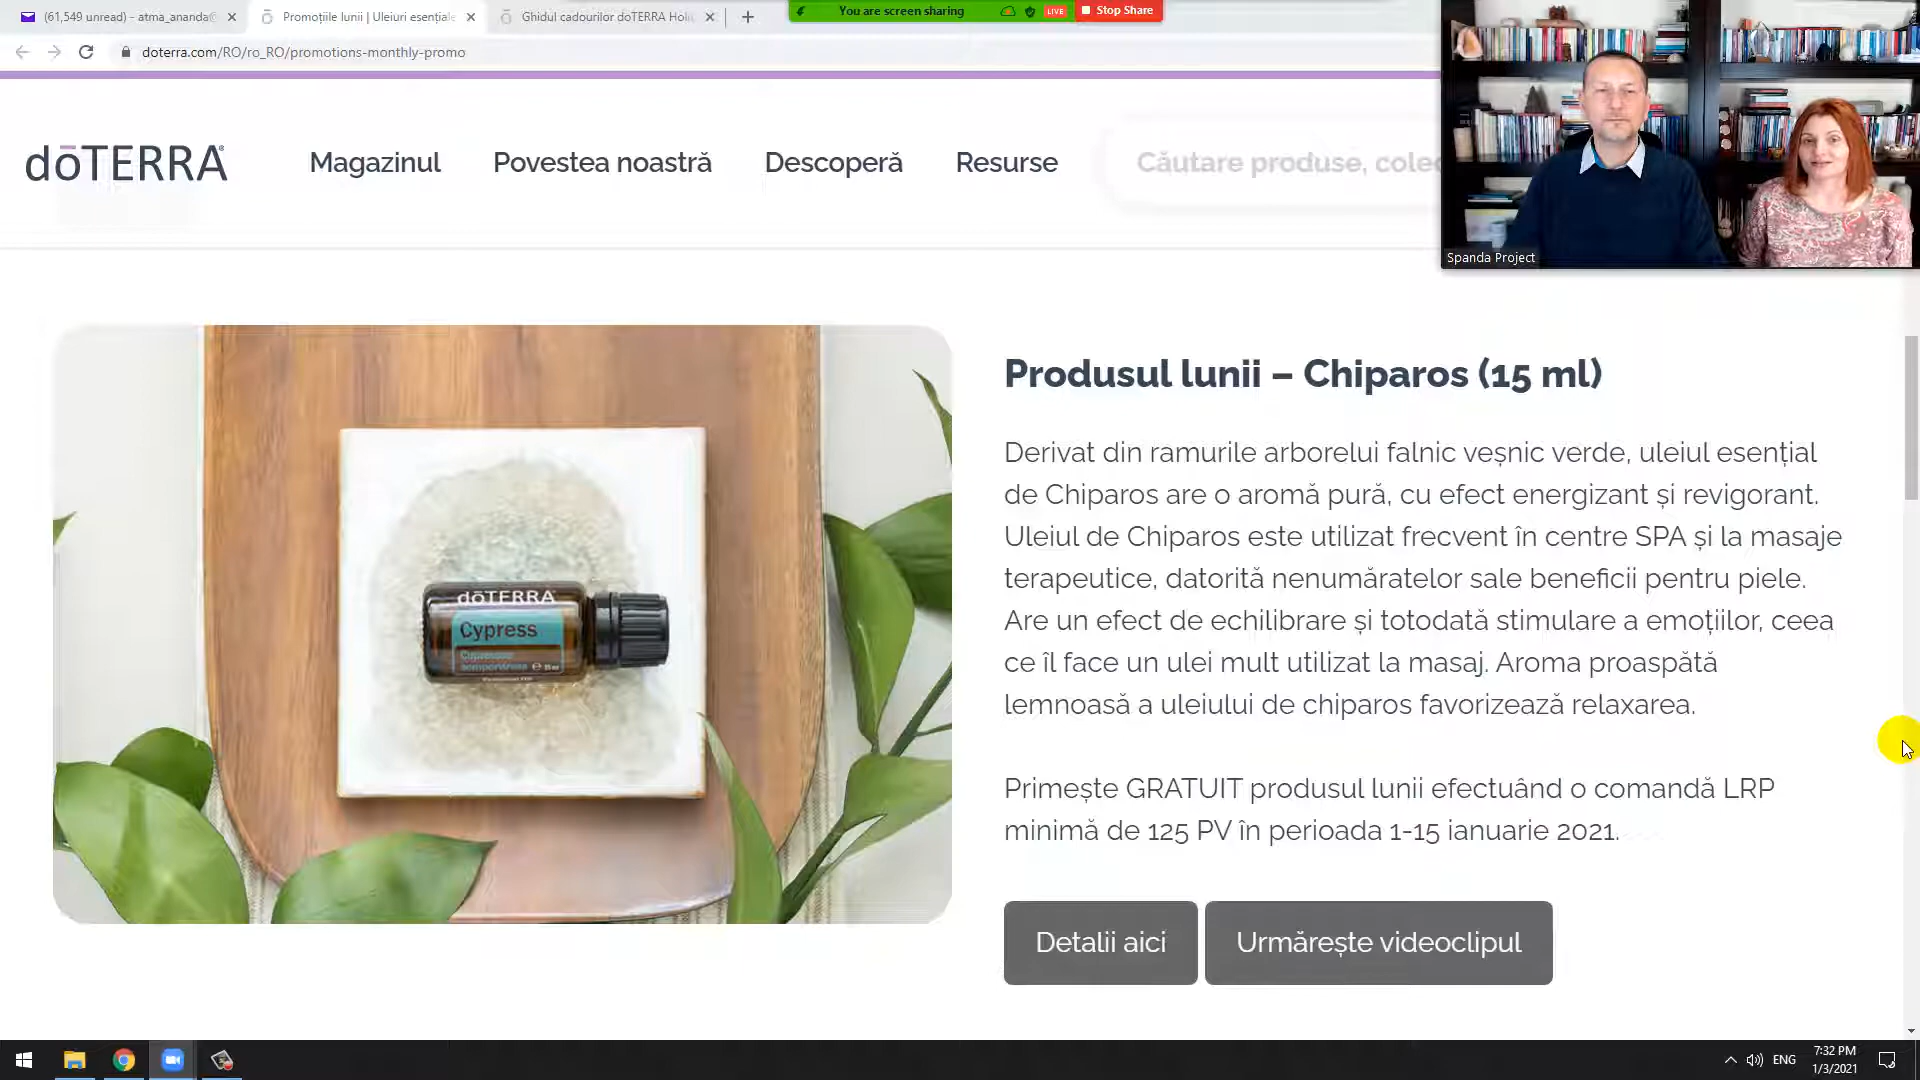 (61,549 unread) - atma_ananda@
Promoțiile lunii | Uleiuri esențiale
Ghidul cadourilor doTERRA Holi
You are screen sharing
LIVE
Stop Share
doterra.com/RO/ro_RO/promotions-monthly-promo
dōTERRA
Magazinul
Povestea noastră
Descoperă
Resurse
Căutare produse, colec
Spanda Project
dōTERRA
Cypress
Cupressus
sempervirens
15 ml
Produsul lunii – Chiparos (15 ml)
Derivat din ramurile arborelui falnic veșnic verde, uleiul esențial
de Chiparos are o aromă pură, cu efect energizant și revigorant.
Uleiul de Chiparos este utilizat frecvent în centre SPA și la masaje
terapeutice, datorită nenumăratelor sale beneficii pentru piele.
Are un efect de echilibrare și totodată stimulare a emoțiilor, ceea
ce îl face un ulei mult utilizat la masaj. Aroma proaspătă
lemnoasă a uleiului de chiparos favorizează relaxarea.
Primește GRATUIT produsul lunii efectuând o comandă LRP
minimă de 125 PV în perioada 1-15 ianuarie 2021.
Detalii aici
Urmărește videoclipul
ENG
7:32 PM
1/3/2021